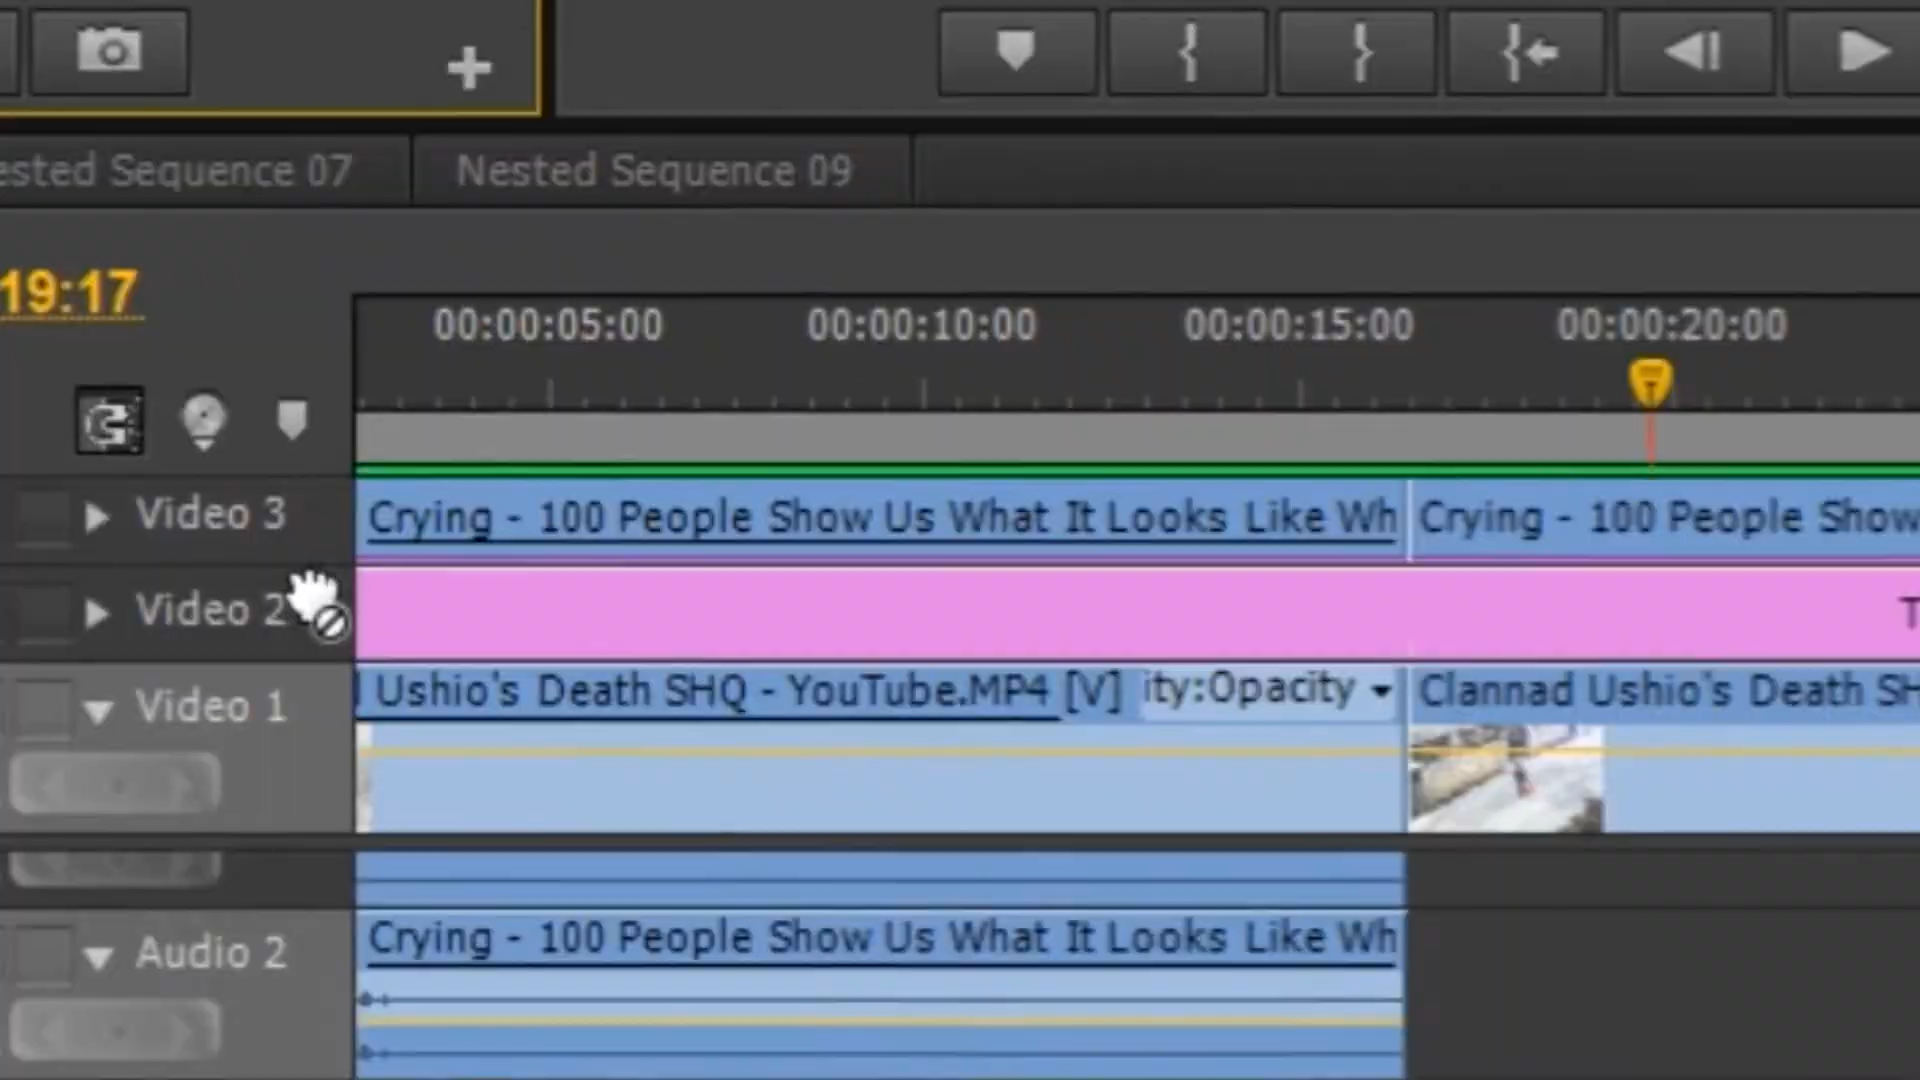 ested Sequence 07
Nested Sequence 09
19:17
00:00:05:00
00:00:10:00
00:00:15:00
00:00:20:00
Video 3
Crying - 100 People Show Us What It Looks Like Wh
Crying - 100 People Show
Video 2
T
Video 1
Ushio's Death SHQ - YouTube.MP4 [V]
ity:Opacity
Clannad Ushio's Death SH
Audio 2
Crying - 100 People Show Us What It Looks Like Wh